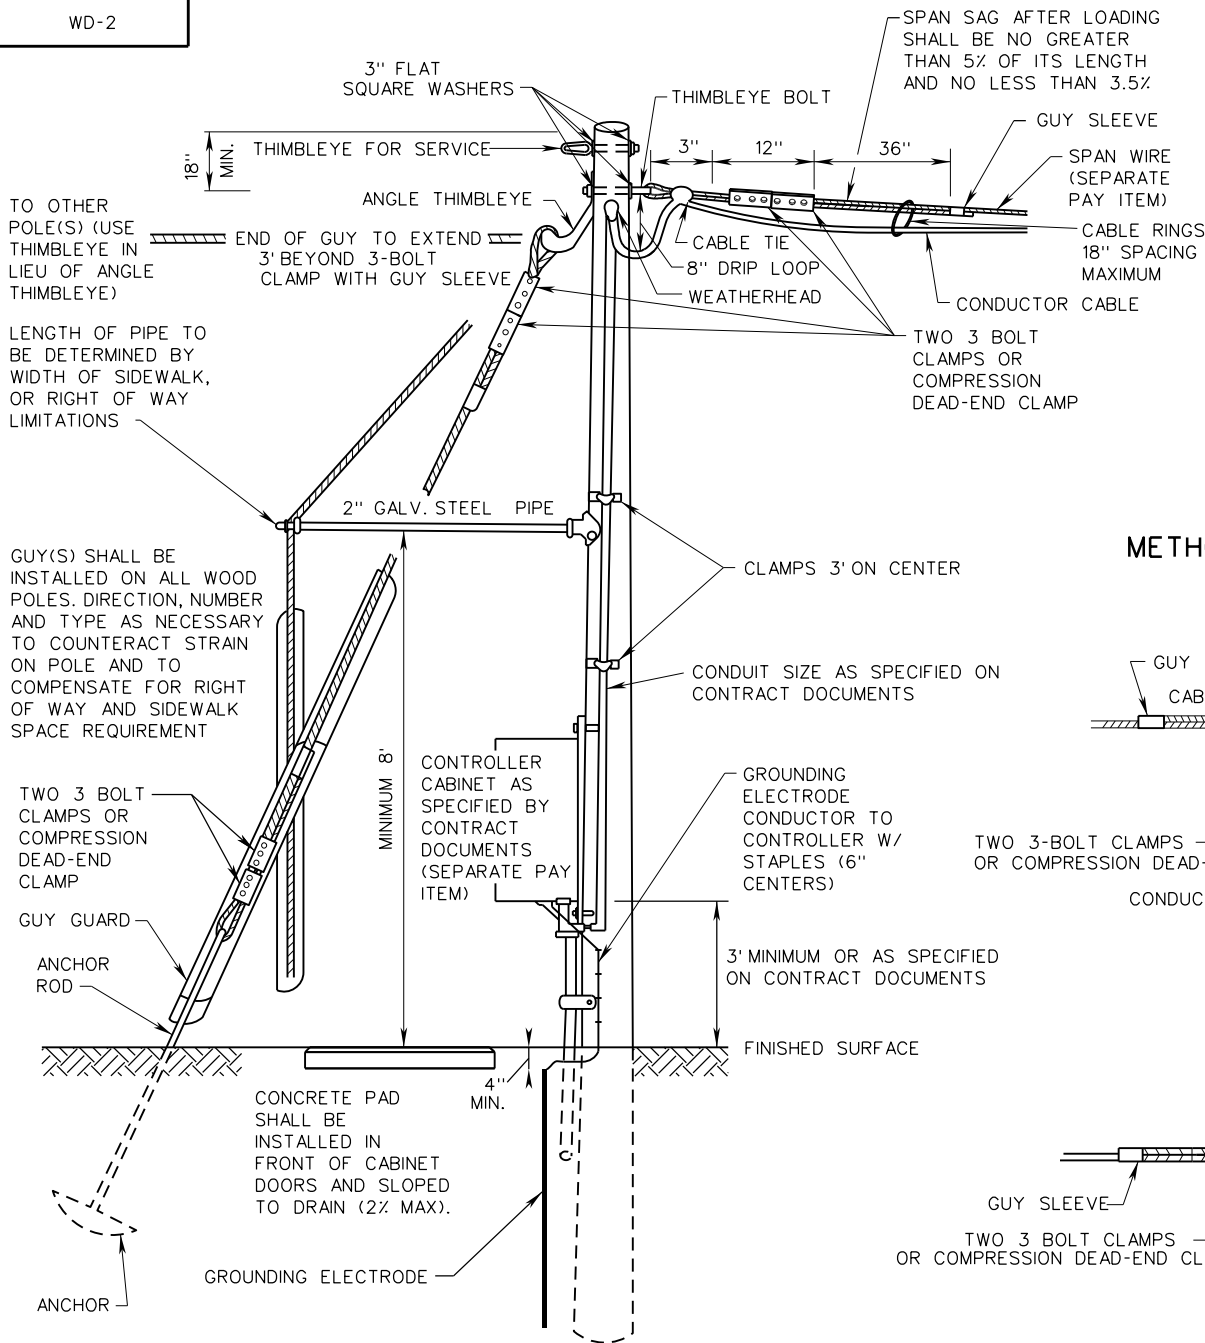 WD-2
SPAN SAG AFTER LOADING
SHALL BE NO GREATER
THAN 5% OF ITS LENGTH
AND NO LESS THAN 3.5%
3" FLAT
SQUARE WASHERS
THIMBLEYE BOLT
GUY SLEEVE
18"
MIN.
THIMBLEYE FOR SERVICE
3"
12"
36"
SPAN WIRE
(SEPARATE
PAY ITEM)
TO OTHER
POLE(S) (USE
THIMBLEYE IN
LIEU OF ANGLE
THIMBLEYE)
ANGLE THIMBLEYE
END OF GUY TO EXTEND
3' BEYOND 3-BOLT
CLAMP WITH GUY SLEEVE
CABLE TIE
8" DRIP LOOP
WEATHERHEAD
CABLE RINGS
18" SPACING
MAXIMUM
CONDUCTOR CABLE
LENGTH OF PIPE TO
BE DETERMINED BY
WIDTH OF SIDEWALK,
OR RIGHT OF WAY
LIMITATIONS
TWO 3 BOLT
CLAMPS OR
COMPRESSION
DEAD-END CLAMP
2" GALV. STEEL PIPE
METH
GUY(S) SHALL BE
INSTALLED ON ALL WOOD
POLES. DIRECTION, NUMBER
AND TYPE AS NECESSARY
TO COUNTERACT STRAIN
ON POLE AND TO
COMPENSATE FOR RIGHT
OF WAY AND SIDEWALK
SPACE REQUIREMENT
CLAMPS 3' ON CENTER
CONDUIT SIZE AS SPECIFIED ON
CONTRACT DOCUMENTS
GUY
CAB
MINIMUM 8'
CONTROLLER
CABINET AS
SPECIFIED BY
CONTRACT
DOCUMENTS
(SEPARATE PAY
ITEM)
GROUNDING
ELECTRODE
CONDUCTOR TO
CONTROLLER W/
STAPLES (6"
CENTERS)
TWO 3 BOLT
CLAMPS OR
COMPRESSION
DEAD-END
CLAMP
TWO 3-BOLT CLAMPS
OR COMPRESSION DEAD-
CONDUC
GUY GUARD
ANCHOR
ROD
3' MINIMUM OR AS SPECIFIED
ON CONTRACT DOCUMENTS
FINISHED SURFACE
4"
MIN.
CONCRETE PAD
SHALL BE
INSTALLED IN
FRONT OF CABINET
DOORS AND SLOPED
TO DRAIN (2% MAX).
GUY SLEEVE
TWO 3 BOLT CLAMPS
OR COMPRESSION DEAD-END CL
GROUNDING ELECTRODE
ANCHOR